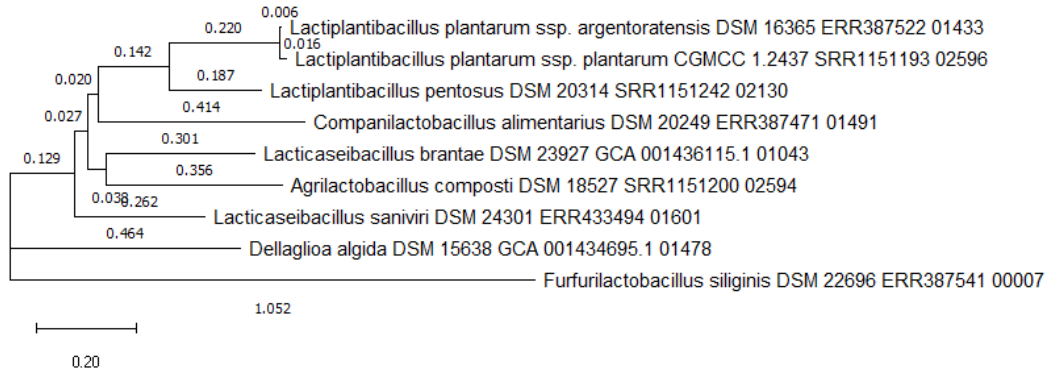 0.006
0.220
Lactiplantibacillus plantarum ssp. argentoratensis DSM 16365 ERR387522 01433
0.016
0.142
Lactiplantibacillus plantarum ssp. plantarum CGMCC 1.2437 SRR1151193 02596
0.020
0.187
Lactiplantibacillus pentosus DSM 20314 SRR1151242 02130
0.414
0.027
Companilactobacillus alimentarius DSM 20249 ERR387471 01491
0.301
0.129
Lacticaseibacillus brantae DSM 23927 GCA 001436115.1 01043
0.356
Agrilactobacillus composti DSM 18527 SRR1151200 02594
0.038
0.262
Lacticaseibacillus saniviri DSM 24301 ERR433494 01601
0.464
Dellaglioa algida DSM 15638 GCA 001434695.1 01478
Furfurilactobacillus siliginis DSM 22696 ERR387541 00007
1.052
0.20